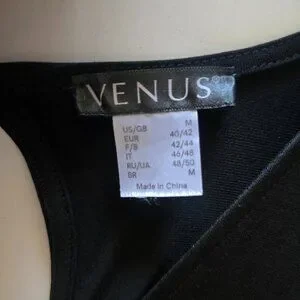 VENUS
US/GB M
EUR 40/42
F/B 42/44
IT 46/48
RU/UA 48/50
BR M
Made in China